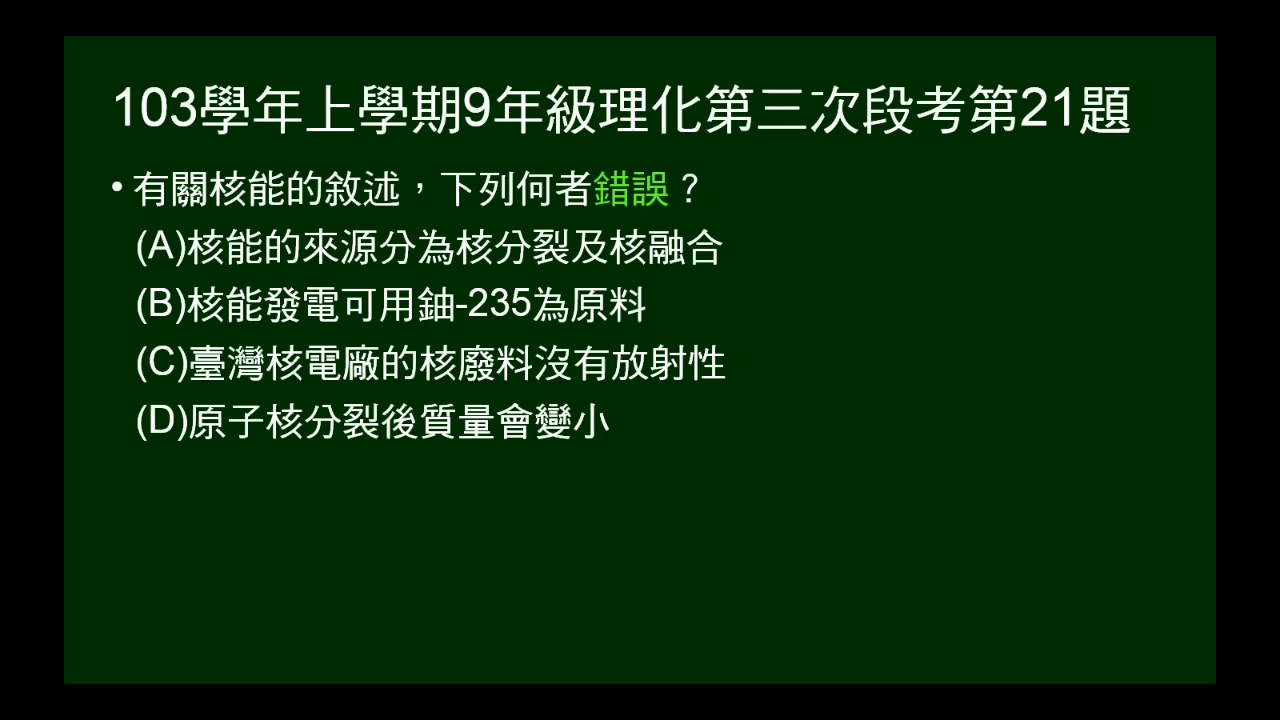 103學年上學期9年級理化第三次段考第21題
• 有關核能的敘述，下列何者錯誤？
(A)核能的來源分為核分裂及核融合
(B)核能發電可用鈾-235為原料
(C)臺灣核電廠的核廢料沒有放射性
(D)原子核分裂後質量會變小